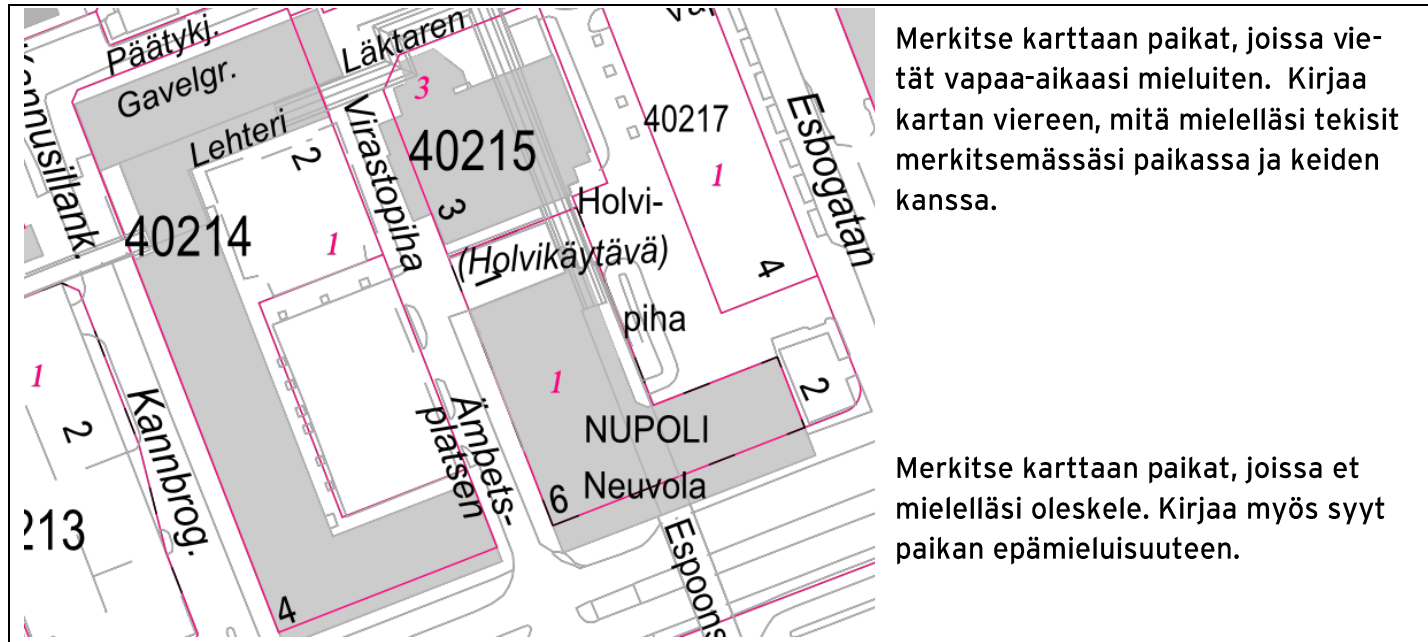 Päätykj.
Gavelgr.
Läktaren
Lehteri
Virastopiha
2
3
40215
3
40217
1
Esbogatan
Holvi-
(Holvikäytävä)
1
piha
4
40214
1
1
2
Kannbrog.
213
4
Ämbets-
platsen
1
NUPOLI
Neuvola
6
2
Merkitse karttaan paikat, joissa vie-
tät vapaa-aikaasi mieluiten. Kirjaa
kartan viereen, mitä mielelläsi tekisit
merkitsemässäsi paikassa ja keiden
kanssa.
Merkitse karttaan paikat, joissa et
mielelläsi oleskele. Kirjaa myös syyt
paikan epämieluisuuteen.